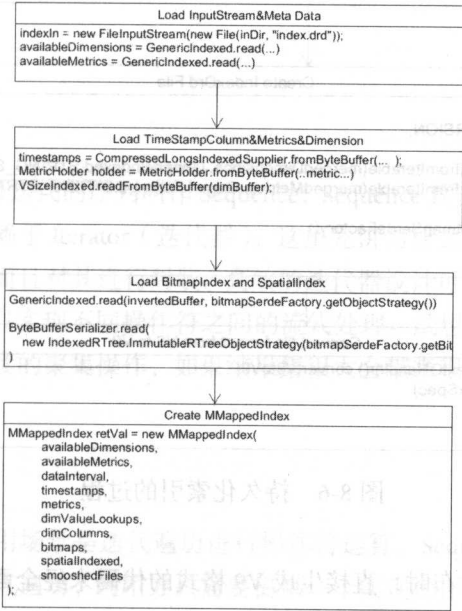 Load InputStream&Meta Data
indexIn = new FileInputStream(new File(inDir, "index.drd"));
availableDimensions = GenericIndexed.read(...)
availableMetrics = GenericIndexed.read(...)
Load TimeStampColumn&Metrics&Dimension
timestamps = CompressedLongsIndexedSupplier.fromByteBuffer(... );
MetricHolder holder = MetricHolder.fromByteBuffer(..metric...)
VSizeIndexed.readFromByteBuffer(dimBuffer);
Load BitmapIndex and SpatialIndex
GenericIndexed.read(invertedBuffer, bitmapSerdeFactory.getObjectStrategy())
ByteBufferSerializer.read(
new IndexedRTree.ImmutableRTreeObjectStrategy(bitmapSerdeFactory.getBit
)
Create MMappedIndex
MMappedIndex retVal = new MMappedIndex(
availableDimensions,
availableMetrics,
dataInterval,
timestamps,
metrics,
dimValueLookups,
dimColumns,
bitmaps,
spatialIndexed,
smooshedFiles
);